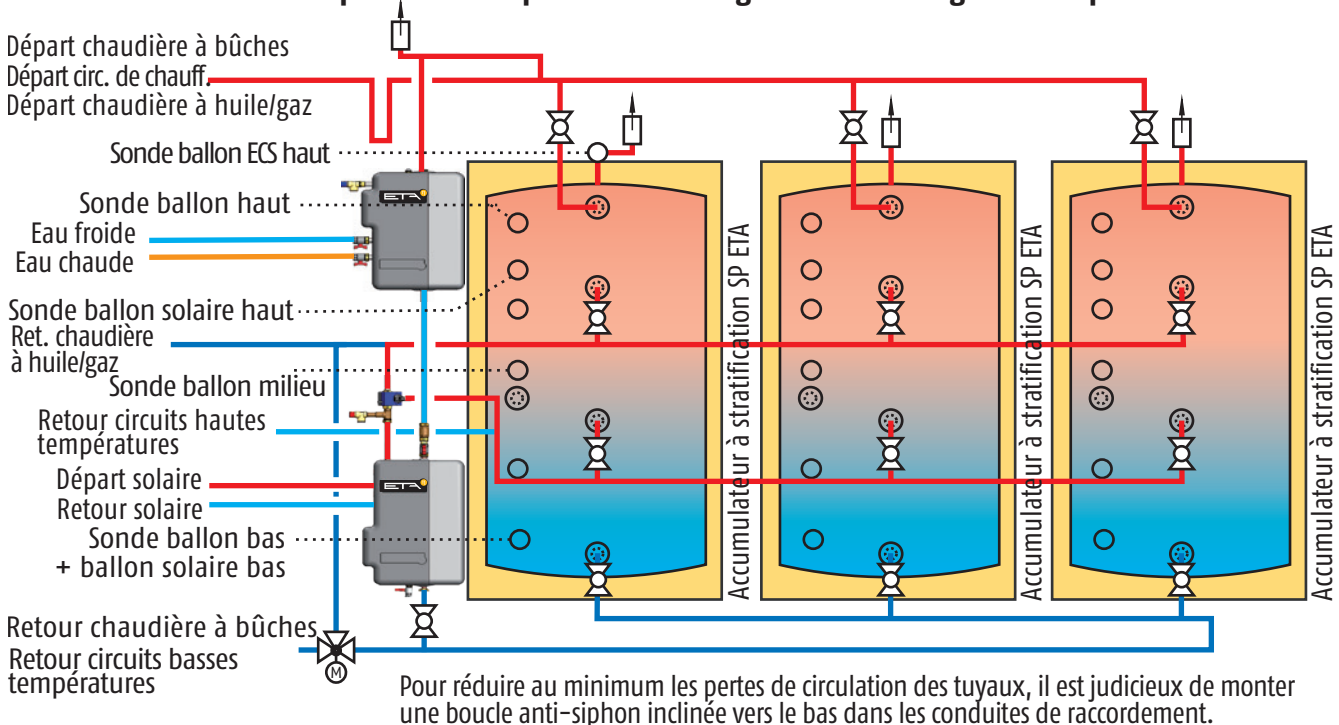 Départ chaudière à bûches
Départ circ. de chauff.
Départ chaudière à huile/gaz
Sonde ballon ECS haut
Sonde ballon haut
Eau froide
Eau chaude
Sonde ballon solaire haut
Ret. chaudière
à huile/gaz
Sonde ballon milieu
Retour circuits hautes
températures
Départ solaire
Retour solaire
Sonde ballon bas
+ ballon solaire bas
Retour chaudière à bûches
Retour circuits basses
températures
M
ETA
ETA
Accumulateur à stratification SP ETA
Accumulateur à stratification SP ETA
Accumulateur à stratification SP ETA
Pour réduire au minimum les pertes de circulation des tuyaux, il est judicieux de monter
une boucle anti-siphon inclinée vers le bas dans les conduites de raccordement.